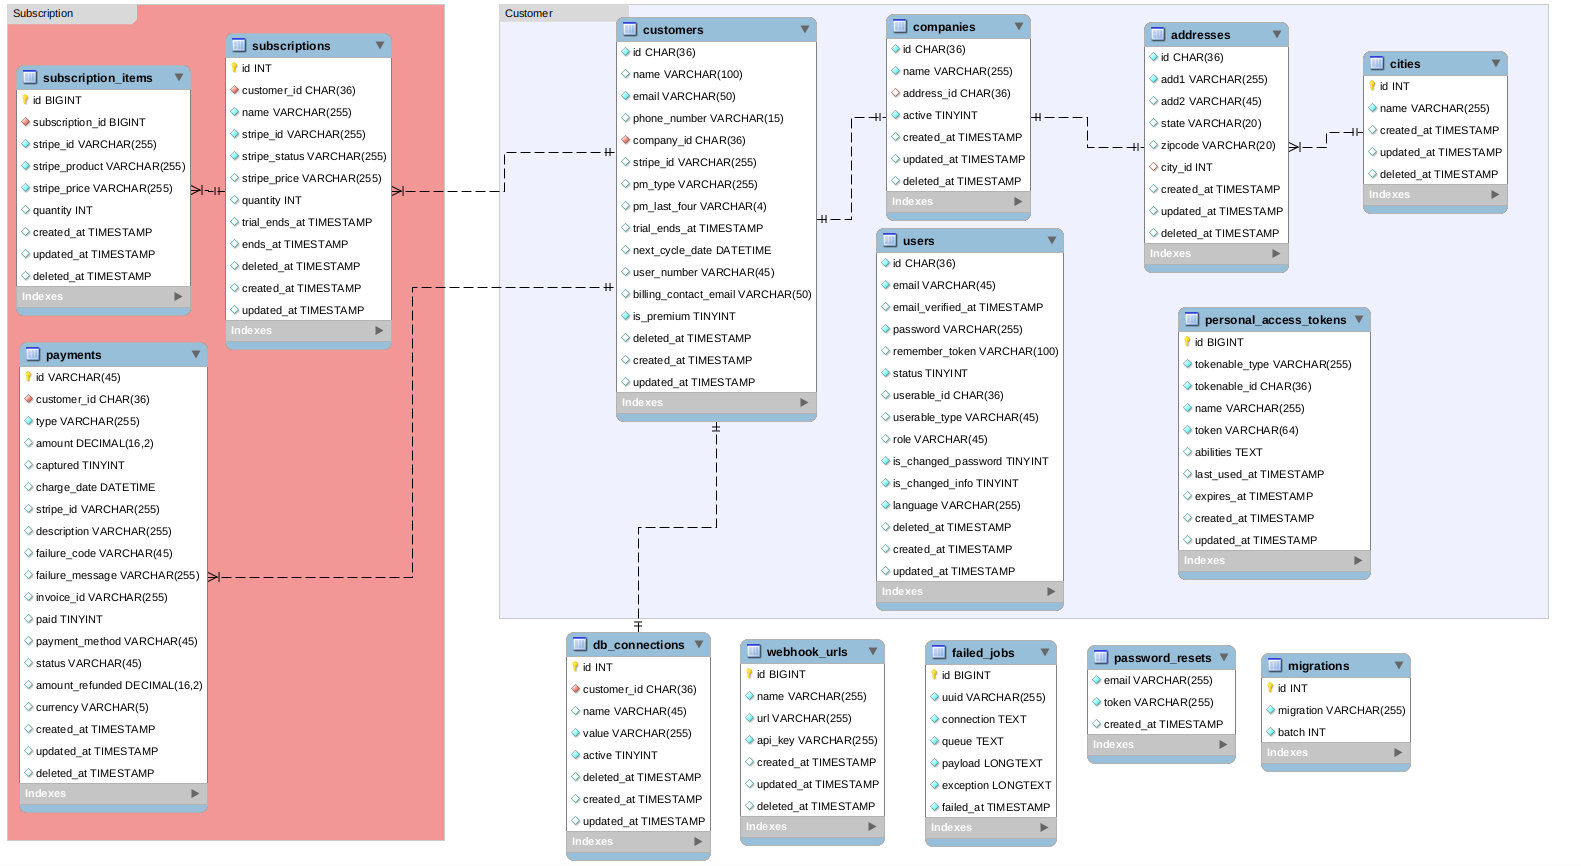 Subscription
subscription_items
id BIGINT
subscription_id BIGINT
stripe_id VARCHAR(255)
stripe_product VARCHAR(255)
stripe_price VARCHAR(255)
quantity INT
created_at TIMESTAMP
updated_at TIMESTAMP
deleted_at TIMESTAMP
Indexes
subscriptions
id INT
customer_id CHAR(36)
name VARCHAR(255)
stripe_id VARCHAR(255)
stripe_status VARCHAR(255)
stripe_price VARCHAR(255)
quantity INT
trial_ends_at TIMESTAMP
ends_at TIMESTAMP
deleted_at TIMESTAMP
created_at TIMESTAMP
updated_at TIMESTAMP
Indexes
payments
id VARCHAR(45)
customer_id CHAR(36)
type VARCHAR(255)
amount DECIMAL(16,2)
captured TINYINT
charge_date DATETIME
stripe_id VARCHAR(255)
description VARCHAR(255)
failure_code VARCHAR(45)
failure_message VARCHAR(255)
invoice_id VARCHAR(255)
paid TINYINT
payment_method VARCHAR(45)
status VARCHAR(45)
amount_refunded DECIMAL(16,2)
currency VARCHAR(5)
created_at TIMESTAMP
updated_at TIMESTAMP
deleted_at TIMESTAMP
Indexes
Customer
customers
id CHAR(36)
name VARCHAR(100)
email VARCHAR(50)
phone_number VARCHAR(15)
company_id CHAR(36)
stripe_id VARCHAR(255)
pm_type VARCHAR(255)
pm_last_four VARCHAR(4)
trial_ends_at TIMESTAMP
next_cycle_date DATETIME
user_number VARCHAR(45)
billing_contact_email VARCHAR(50)
is_premium TINYINT
deleted_at TIMESTAMP
created_at TIMESTAMP
updated_at TIMESTAMP
Indexes
companies
id CHAR(36)
name VARCHAR(255)
address_id CHAR(36)
active TINYINT
created_at TIMESTAMP
updated_at TIMESTAMP
deleted_at TIMESTAMP
Indexes
addresses
id CHAR(36)
add1 VARCHAR(255)
add2 VARCHAR(45)
state VARCHAR(20)
zipcode VARCHAR(20)
city_id INT
created_at TIMESTAMP
updated_at TIMESTAMP
deleted_at TIMESTAMP
Indexes
cities
id INT
name VARCHAR(255)
created_at TIMESTAMP
updated_at TIMESTAMP
deleted_at TIMESTAMP
Indexes
users
id CHAR(36)
email VARCHAR(45)
email_verified_at TIMESTAMP
password VARCHAR(255)
remember_token VARCHAR(100)
status TINYINT
userable_id CHAR(36)
userable_type VARCHAR(45)
role VARCHAR(45)
is_changed_password TINYINT
is_changed_info TINYINT
language VARCHAR(255)
deleted_at TIMESTAMP
created_at TIMESTAMP
updated_at TIMESTAMP
Indexes
personal_access_tokens
id BIGINT
tokenable_type VARCHAR(255)
tokenable_id CHAR(36)
name VARCHAR(255)
token VARCHAR(64)
abilities TEXT
last_used_at TIMESTAMP
expires_at TIMESTAMP
created_at TIMESTAMP
updated_at TIMESTAMP
Indexes
db_connections
id INT
customer_id CHAR(36)
name VARCHAR(45)
value VARCHAR(255)
active TINYINT
deleted_at TIMESTAMP
created_at TIMESTAMP
updated_at TIMESTAMP
Indexes
webhook_urls
id BIGINT
name VARCHAR(255)
url VARCHAR(255)
api_key VARCHAR(255)
created_at TIMESTAMP
updated_at TIMESTAMP
deleted_at TIMESTAMP
Indexes
failed_jobs
id BIGINT
uuid VARCHAR(255)
connection TEXT
queue TEXT
payload LONGTEXT
exception LONGTEXT
failed_at TIMESTAMP
Indexes
password_resets
email VARCHAR(255)
token VARCHAR(255)
created_at TIMESTAMP
Indexes
migrations
id INT
migration VARCHAR(255)
batch INT
Indexes